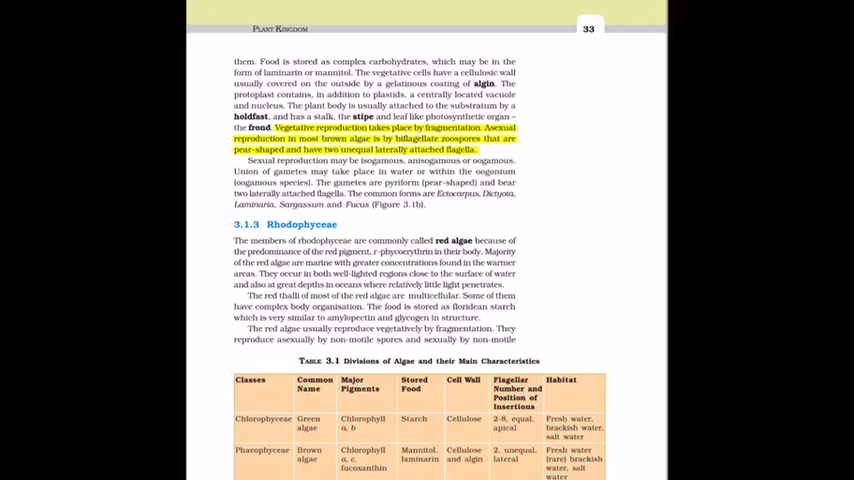 PLANT KINGDOM
33
them. Food is stored as complex carbohydrates, which may be in the
form of laminarin or mannitol. The vegetative cells have a cellulosic wall
usually covered on the outside by a gelatinous coating of algin. The
protoplast contains, in addition to plastids, a centrally located vacuole
and nucleus. The plant body is usually attached to the substratum by a
holdfast, and has a stalk, the stipe and leaf like photosynthetic organ –
the frond. Vegetative reproduction takes place by fragmentation. Asexual
reproduction in most brown algae is by biflagellate zoospores that are
pear-shaped and have two unequal laterally attached flagella.
Sexual reproduction may be isogamous, anisogamous or oogamous.
Union of gametes may take place in water or within the oogonium
(oogamous species). The gametes are pyriform (pear-shaped) and bear
two laterally attached flagella. The common forms are Ectocarpus, Dictyota,
Laminaria, Sargassum and Fucus (Figure 3.1b).
3.1.3 Rhodophyceae
The members of rhodophyceae are commonly called red algae because of
the predominance of the red pigment, r-phycoerythrin in their body. Majority
of the red algae are marine with greater concentrations found in the warmer
areas. They occur in both well-lighted regions close to the surface of water
and also at great depths in oceans where relatively little light penetrates.
The red thalli of most of the red algae are multicellular. Some of them
have complex body organisation. The food is stored as floridean starch
which is very similar to amylopectin and glycogen in structure.
The red algae usually reproduce vegetatively by fragmentation. They
reproduce asexually by non-motile spores and sexually by non-motile
TABLE 3.1 Divisions of Algae and their Main Characteristics
Classes Common Major Stored Cell Wall Flagellar Habitat
Name Pigments Food Number and
Position of
Insertions
Chlorophyceae Green Chlorophyll Starch Cellulose 2-8, equal, Fresh water,
algae a, b apical brackish water,
salt water
Phaeophyceae Brown Chlorophyll Mannitol, Cellulose 2, unequal, Fresh water
algae a, c, laminarin and algin lateral (rare) brackish
fucoxanthin water, salt
water